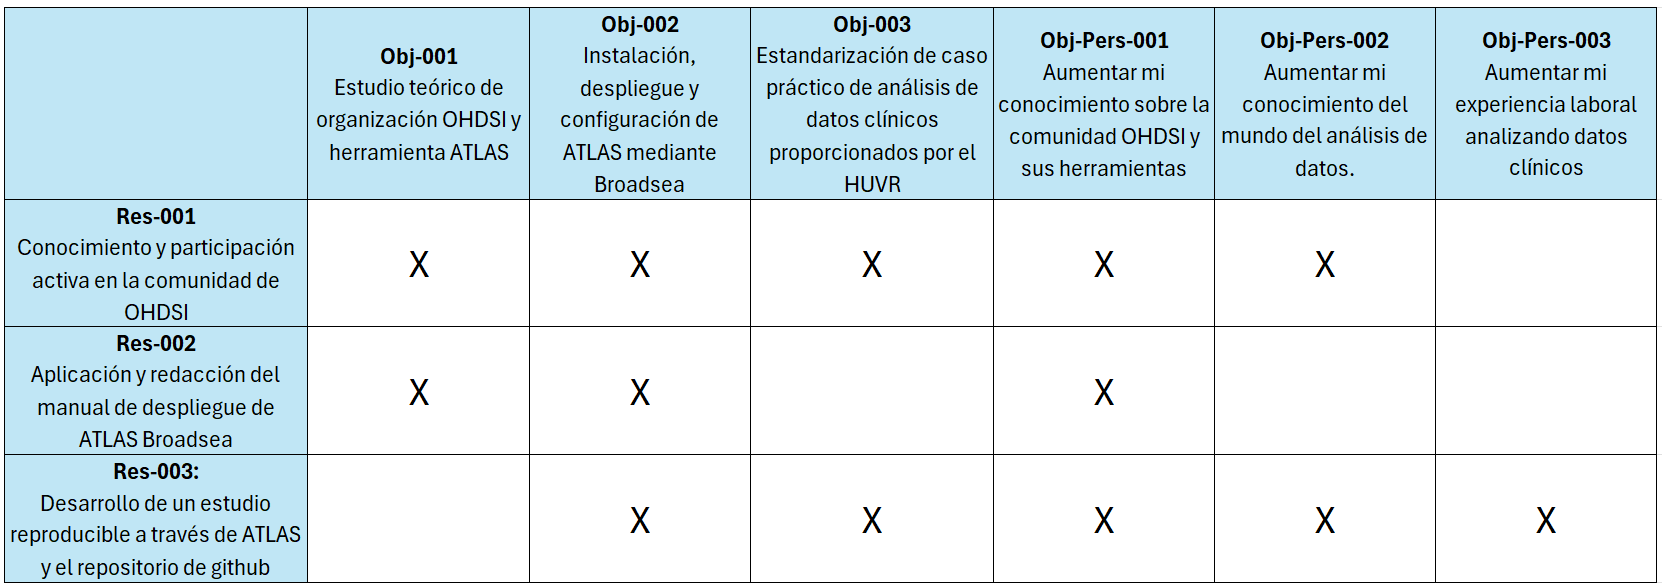 Obj-001
Estudio teórico de
organización OHDSI y
herramienta ATLAS
Obj-002
Instalación,
despliegue y
configuración de
ATLAS mediante
Broadsea
Obj-003
Estandarización de caso
práctico de análisis de
datos clínicos
proporcionados por el
HUVR
Obj-Pers-001
Aumentar mi
conocimiento sobre la
comunidad OHDSI y
sus herramientas
Obj-Pers-002
Aumentar mi
conocimiento del
mundo del análisis de
datos.
Obj-Pers-003
Aumentar mi
experiencia laboral
analizando datos
clínicos
Res-001
Conocimiento y participación
activa en la comunidad de
OHDSI
X X X X X
Res-002
Aplicación y redacción del
manual de despliegue de
ATLAS Broadsea
X X X
Res-003:
Desarrollo de un estudio
reproducible a través de ATLAS
y el repositorio de github
X X X X X